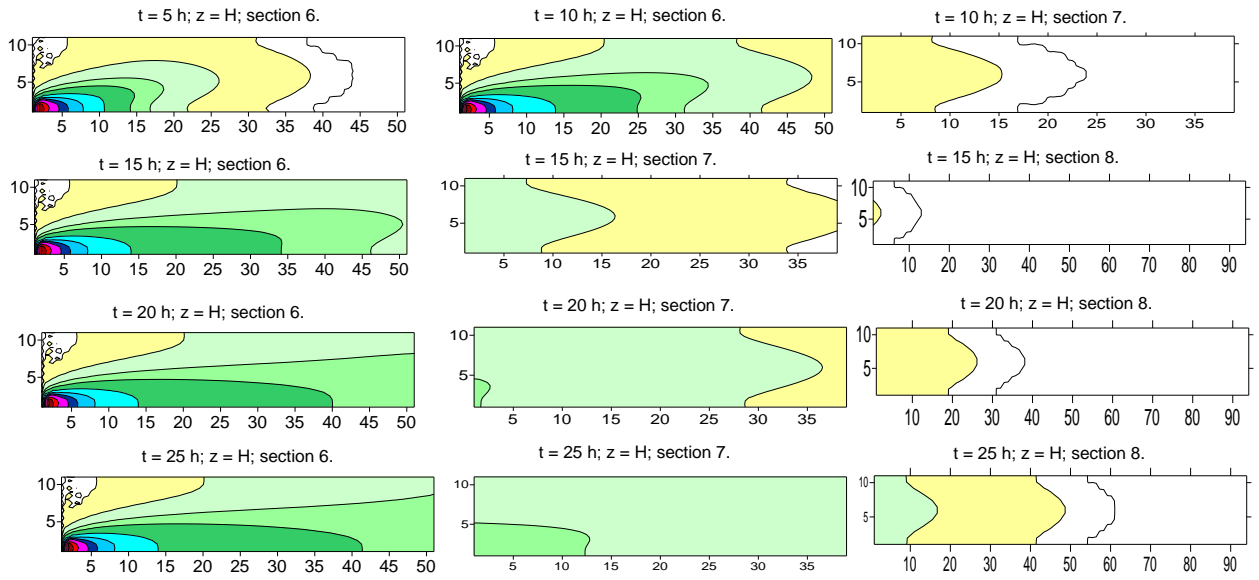 t = 5 h; z = H; section 6.
10
5
5 10 15 20 25 30 35 40 45 50
t = 10 h; z = H; section 6.
10
5
5 10 15 20 25 30 35 40 45 50
t = 10 h; z = H; section 7.
10
5
5 10 15 20 25 30 35
t = 15 h; z = H; section 6.
10
5
5 10 15 20 25 30 35 40 45 50
t = 15 h; z = H; section 7.
10
5
5 10 15 20 25 30 35
t = 15 h; z = H; section 8.
10
5
10 20 30 40 50 60 70 80 90
t = 20 h; z = H; section 6.
10
5
5 10 15 20 25 30 35 40 45 50
t = 20 h; z = H; section 7.
10
5
5 10 15 20 25 30 35
t = 20 h; z = H; section 8.
10
5
10 20 30 40 50 60 70 80 90
t = 25 h; z = H; section 6.
10
5
5 10 15 20 25 30 35 40 45 50
t = 25 h; z = H; section 7.
10
5
5 10 15 20 25 30 35
t = 25 h; z = H; section 8.
10
5
10 20 30 40 50 60 70 80 90